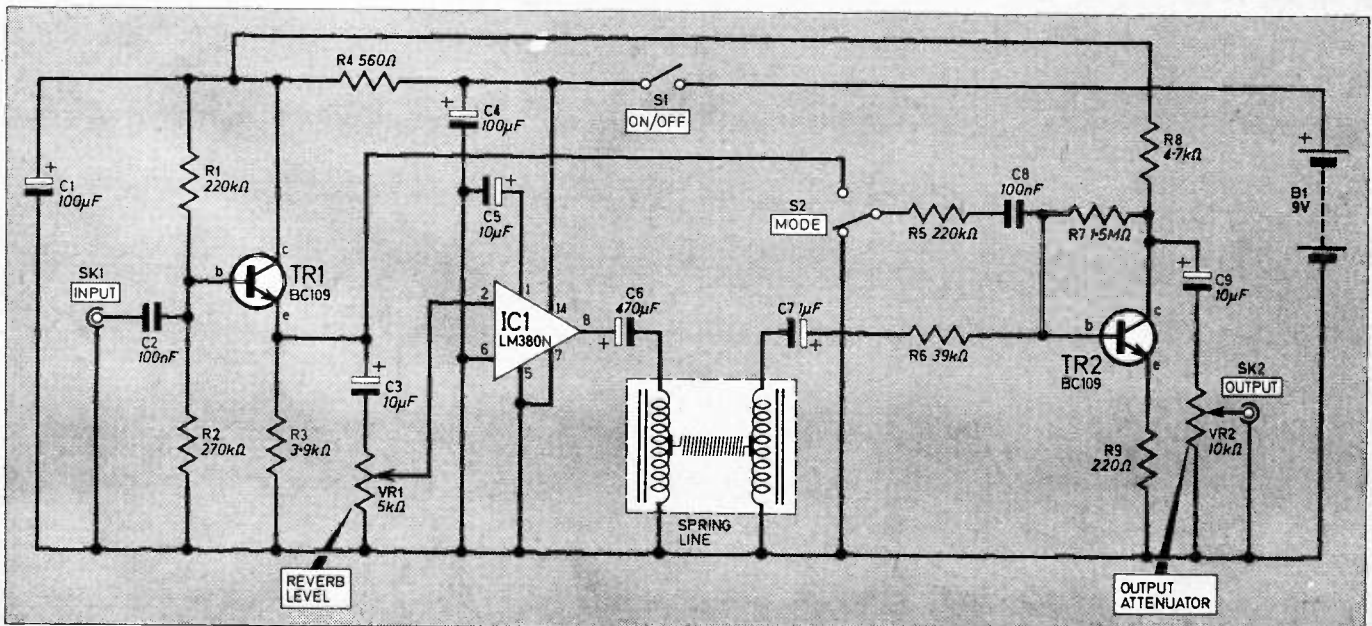 R4 560Ω
+
C4
100µF
S1
ON/OFF
R8
4·7kΩ
+
C1
100µF
R1
220kΩ
C5
10µF
+
S2
MODE
C8
100nF
R5 220kΩ
R7 1·5MΩ
+
B1
9V
SK1
INPUT
C2
100nF
b
c
e
TR1
BC109
2
6
1
14
7
5
8
IC1
LM380N
C6
470µF
+
C7 1µF
+
R6 39kΩ
+
C9
10µF
b
c
e
TR2
BC109
SK2
OUTPUT
R2
270kΩ
R3
3·9kΩ
+
C3
10µF
VR1
5kΩ
SPRING
LINE
R9
220Ω
VR2
10kΩ
REVERB
LEVEL
OUTPUT
ATTENUATOR